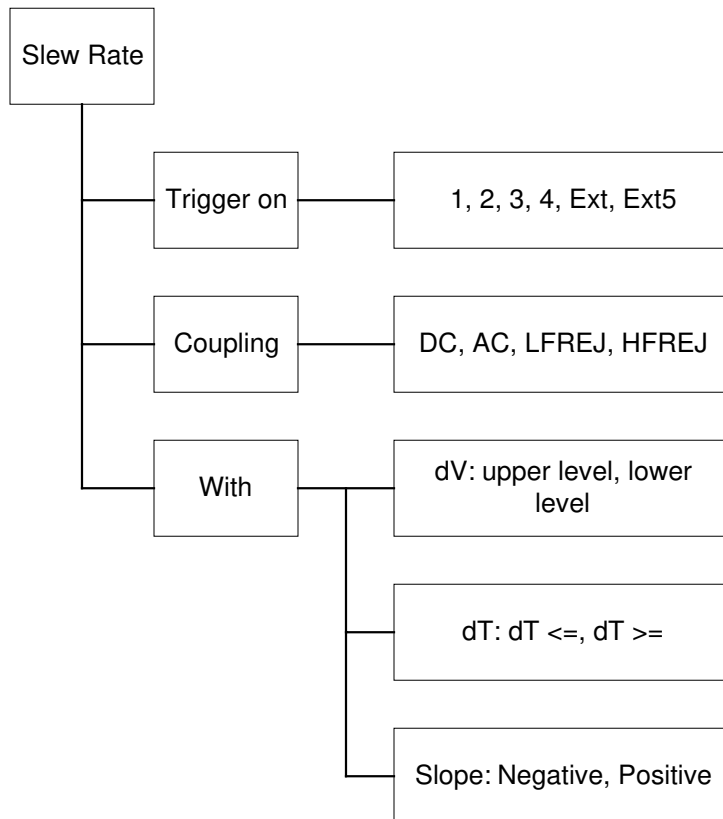 Slew Rate
Trigger on
1, 2, 3, 4, Ext, Ext5
Coupling
DC, AC, LFREJ, HFREJ
With
dV: upper level, lower
level
dT: dT <=, dT >=
Slope: Negative, Positive